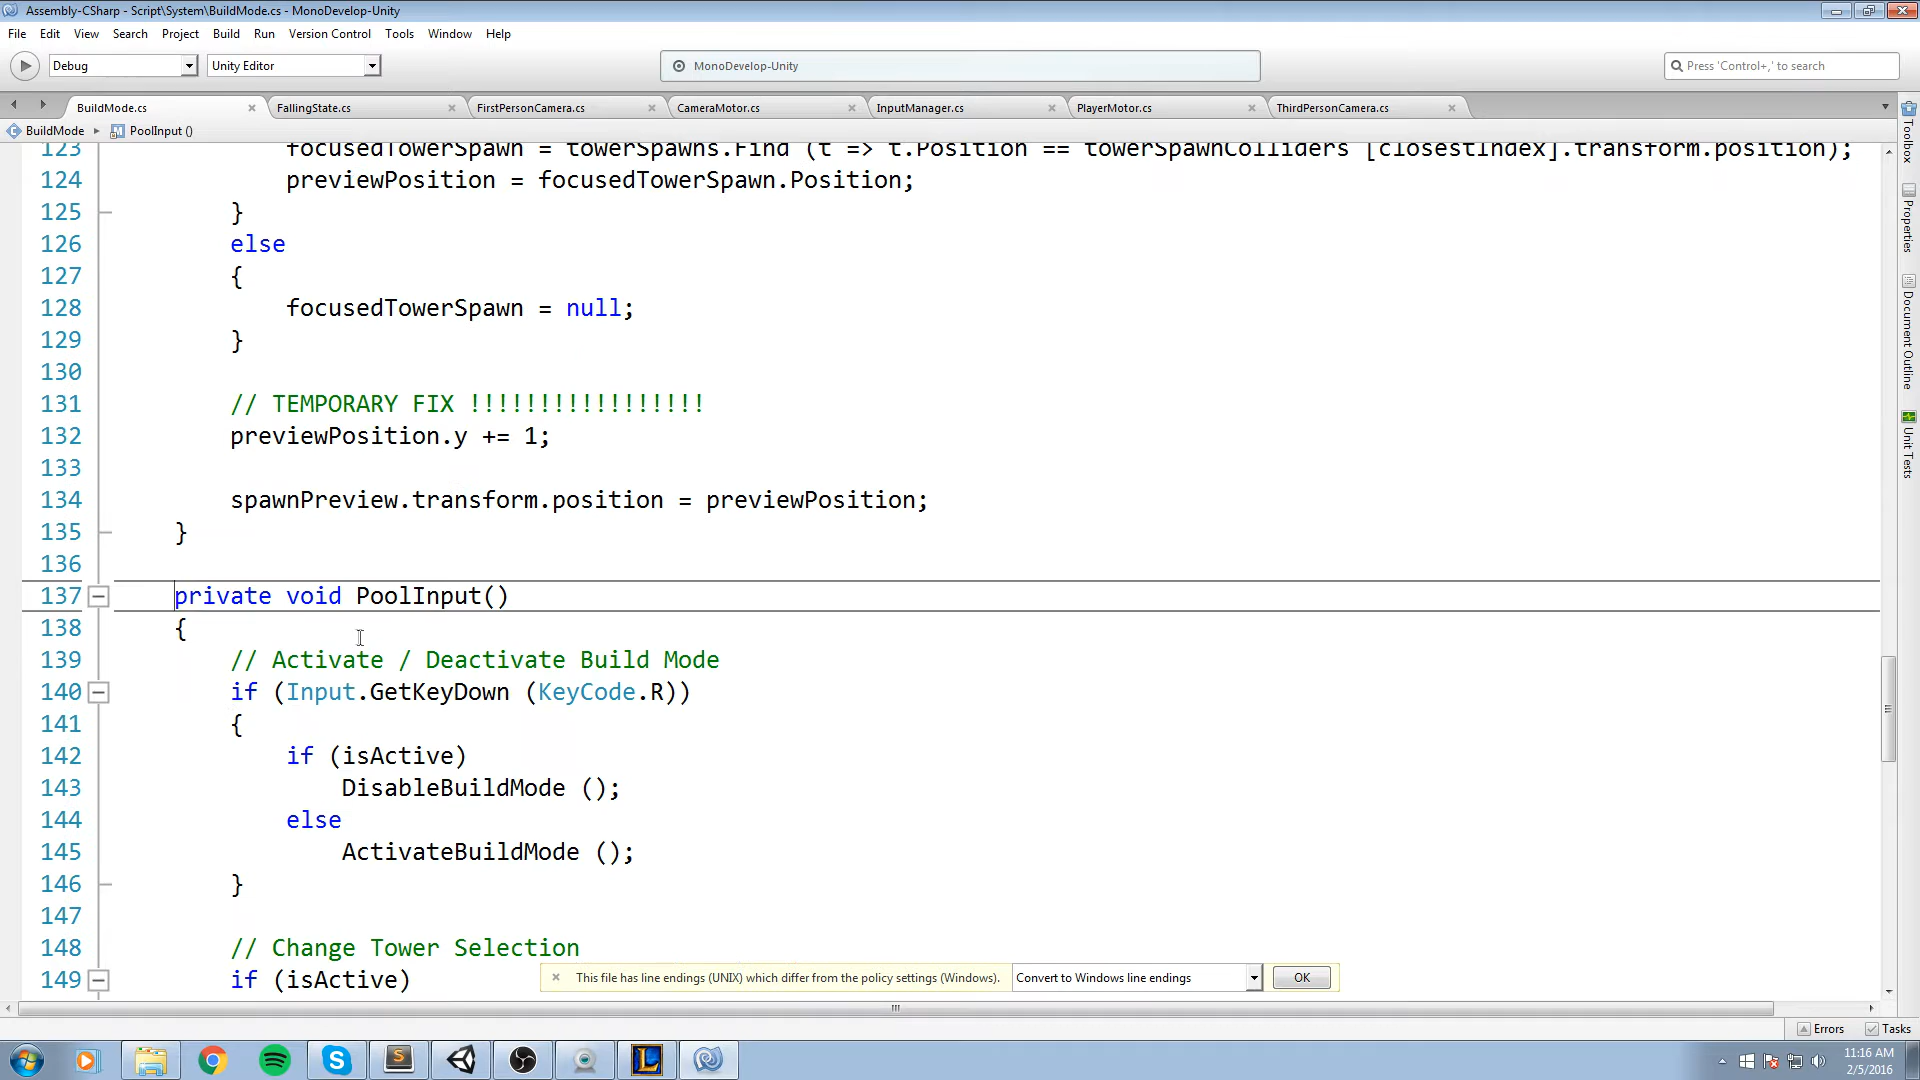 Assembly-CSharp - Script\System\BuildMode.cs - MonoDevelop-Unity
File Edit View Search Project Build Run Version Control Tools Window Help
Debug Unity Editor MonoDevelop-Unity Press 'Control+,' to search
BuildMode.cs FallingState.cs FirstPersonCamera.cs CameraMotor.cs InputManager.cs PlayerMotor.cs ThirdPersonCamera.cs
BuildMode PoolInput ()
123 focusedTowerSpawn = towerSpawns.Find (t => t.Position == towerSpawnColliders [closestIndex].transform.position);
124 previewPosition = focusedTowerSpawn.Position;
125 }
126 else
127 {
128 focusedTowerSpawn = null;
129 }
130
131 // TEMPORARY FIX !!!!!!!!!!!!!!!!!
132 previewPosition.y += 1;
133
134 spawnPreview.transform.position = previewPosition;
135 }
136
137 private void PoolInput()
138 {
139 // Activate / Deactivate Build Mode
140 if (Input.GetKeyDown (KeyCode.R))
141 {
142 if (isActive)
143 DisableBuildMode ();
144 else
145 ActivateBuildMode ();
146 }
147
148 // Change Tower Selection
149 if (isActive)
This file has line endings (UNIX) which differ from the policy settings (Windows). Convert to Windows line endings OK
Toolbox
Properties
Document Outline
Unit Tests
Errors Tasks
11:16 AM
2/5/2016